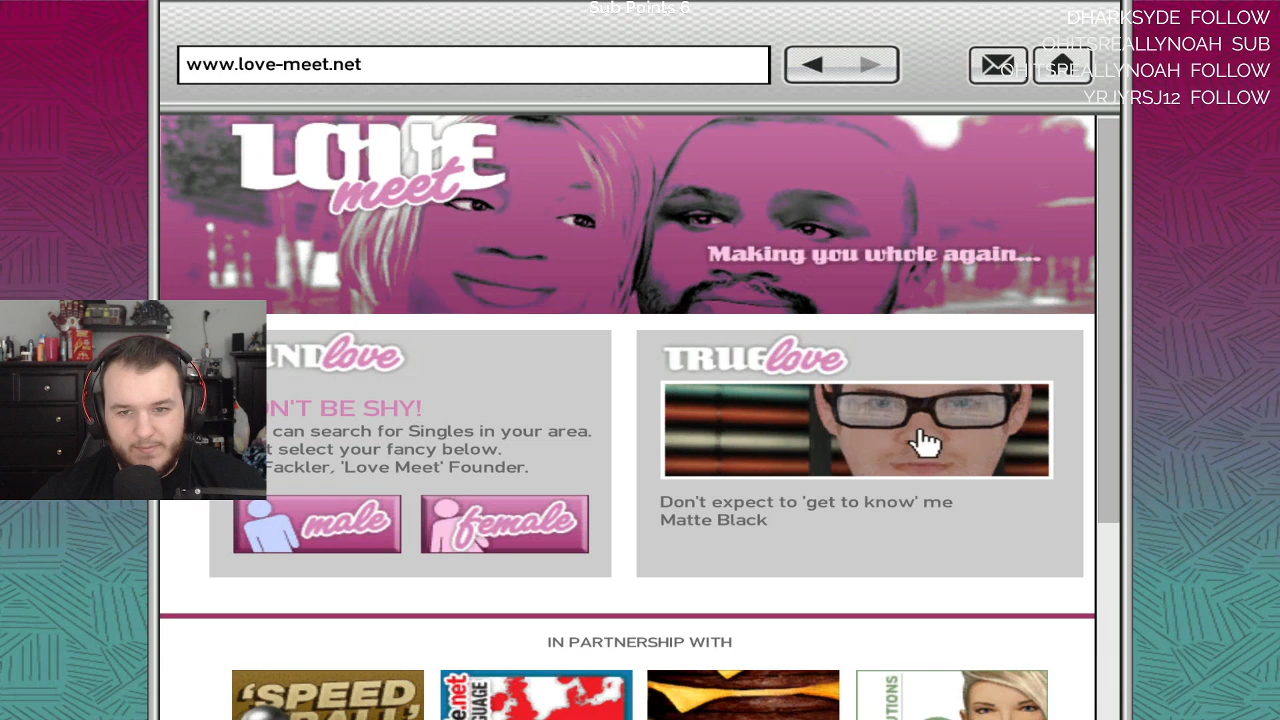 Sub Points 6
DHARKSYDE FOLLOW
OHITSREALLYNOAH SUB
OHITSREALLYNOAH FOLLOW
YRJYRSJ12 FOLLOW
www.love-meet.net
LOVE
meet
Making you whole again...
love
ON'T BE SHY!
can search for Singles in your area.
select your fancy below.
Fackler, 'Love Meet' Founder.
male
female
TRUE love
Don't expect to 'get to know' me
Matte Black
IN PARTNERSHIP WITH
'SPEED
BALL'